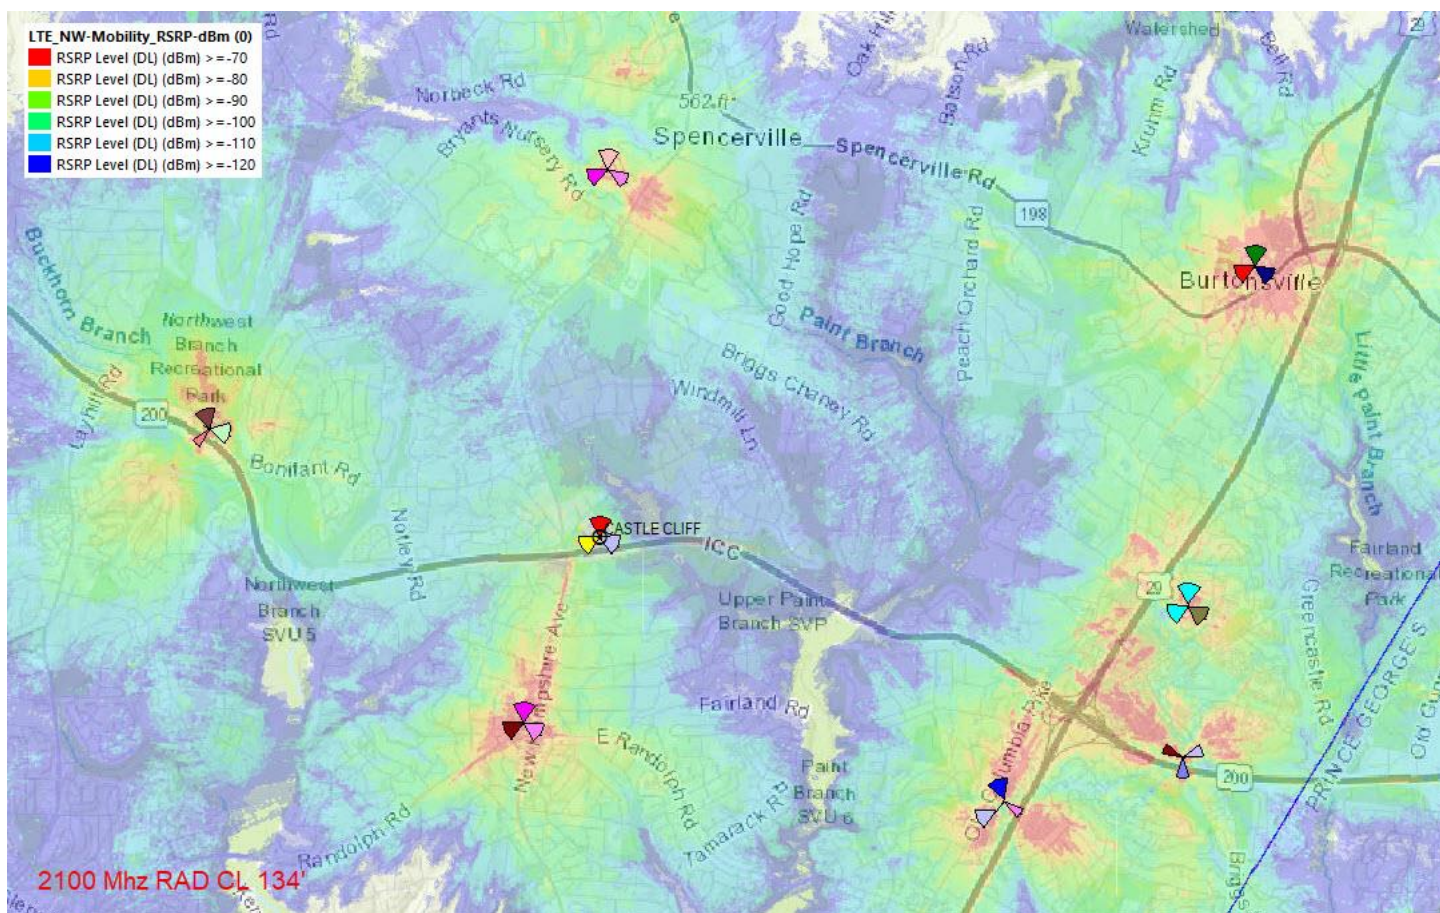 LTE_NW-Mobility_RSRP-dBm (0)
RSRP Level (DL) (dBm) >=-70
RSRP Level (DL) (dBm) >=-80
RSRP Level (DL) (dBm) >=-90
RSRP Level (DL) (dBm) >=-100
RSRP Level (DL) (dBm) >=-110
RSRP Level (DL) (dBm) >=-120
Rd
Oak Hill
Batson Rd
Watershed
Bell Rd
29
Norbeck Rd
562 ft
Kruhm Rd
Bryants Nursery Rd
Spencerville
Spencerville Rd
198
Good Hope Rd
Peach Orchard Rd
Burtonsville
Buckhorn Branch
Northwest
Branch
Recreational
Park
Paint Branch
Little paint Branch
Briggs Chaney Rd
Windmill Ln
Layhill Rd
200
Bonifant Rd
Notley Rd
CASTLE CLIFF
ICC
Northwest
Branch
SVU 5
Upper Paint
Branch SVP
29
Fairland
Recreational
Park
Greencastle Rd
PRINCE GEORGE'S
Fairland Rd
E Randolph Rd
Paint
Branch
SVU 6
200
Tamarack Rd
Randolph Rd
Briggs
2100 Mhz RAD CL 134'